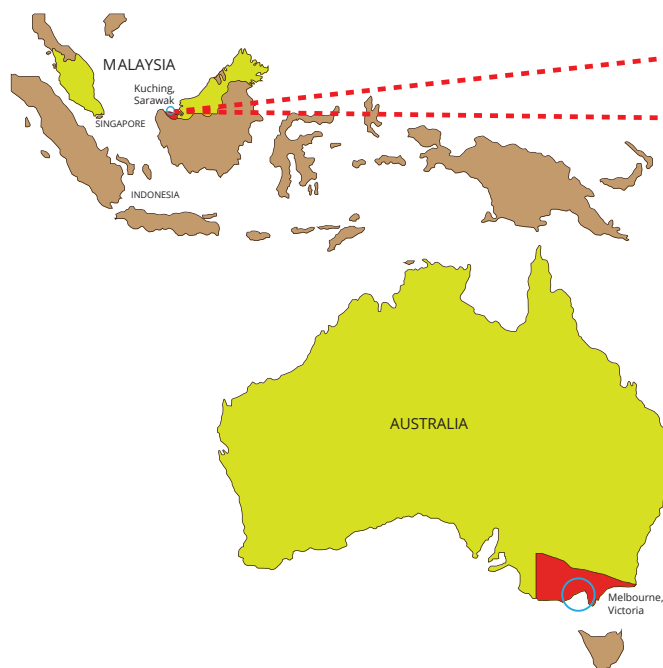 MALAYSIA
Kuching,
Sarawak
SINGAPORE
INDONESIA
AUSTRALIA
Melbourne,
Victoria